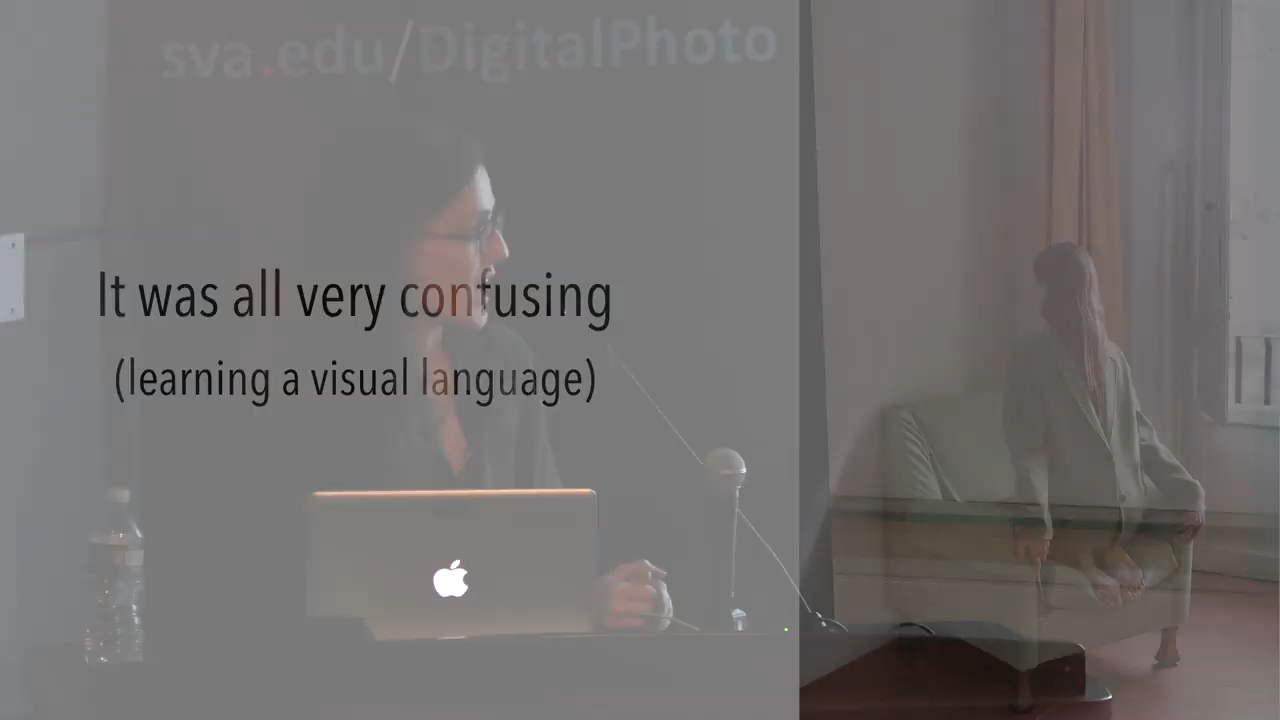 sva.edu/DigitalPhoto
It was all very confusing
(learning a visual language)